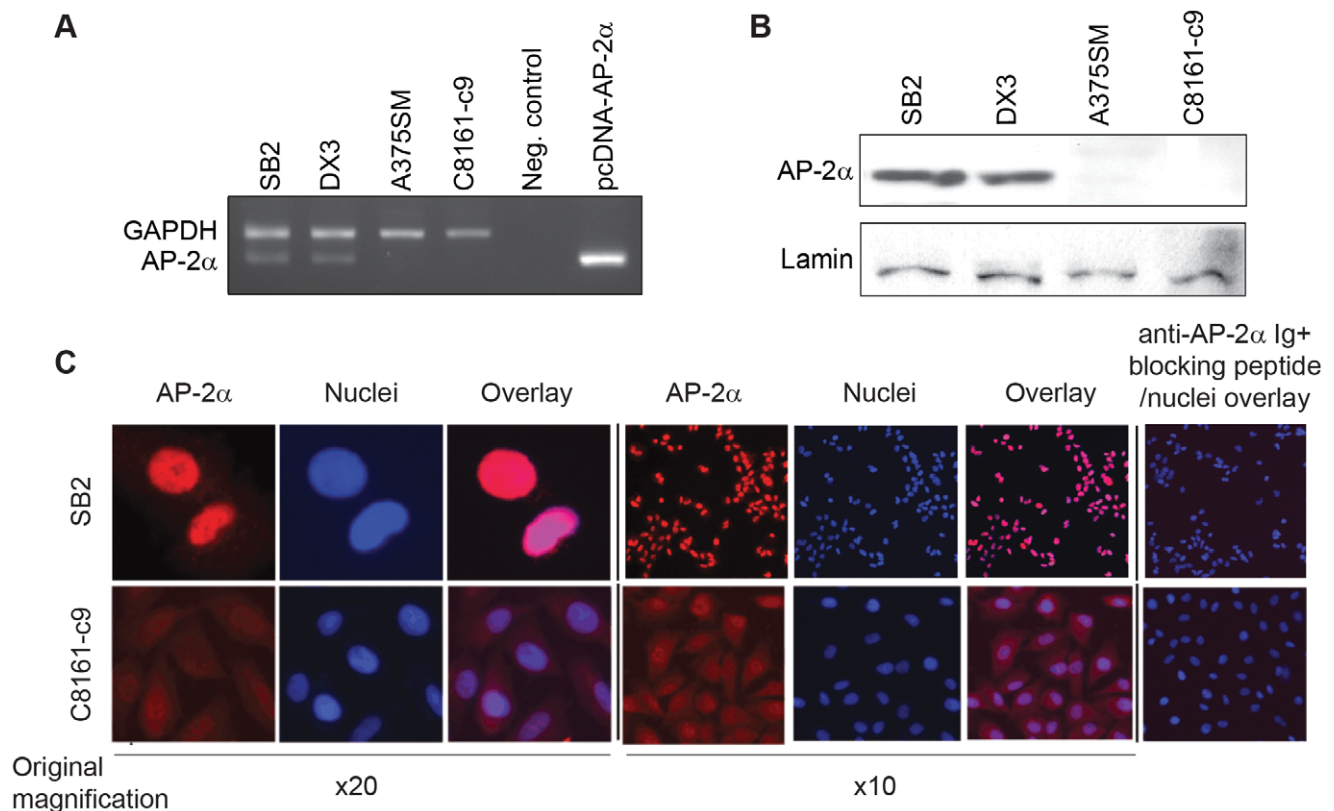 A
SB2
DX3
A375SM
C8161-c9
Neg. control
pcDNA-AP-2α
GAPDH
AP-2α
B
SB2
DX3
A375SM
C8161-c9
AP-2α
Lamin
C
AP-2α
Nuclei
Overlay
AP-2α
Nuclei
Overlay
anti-AP-2α Ig+
blocking peptide
/nuclei overlay
SB2
C8161-c9
Original
magnification
x20
x10